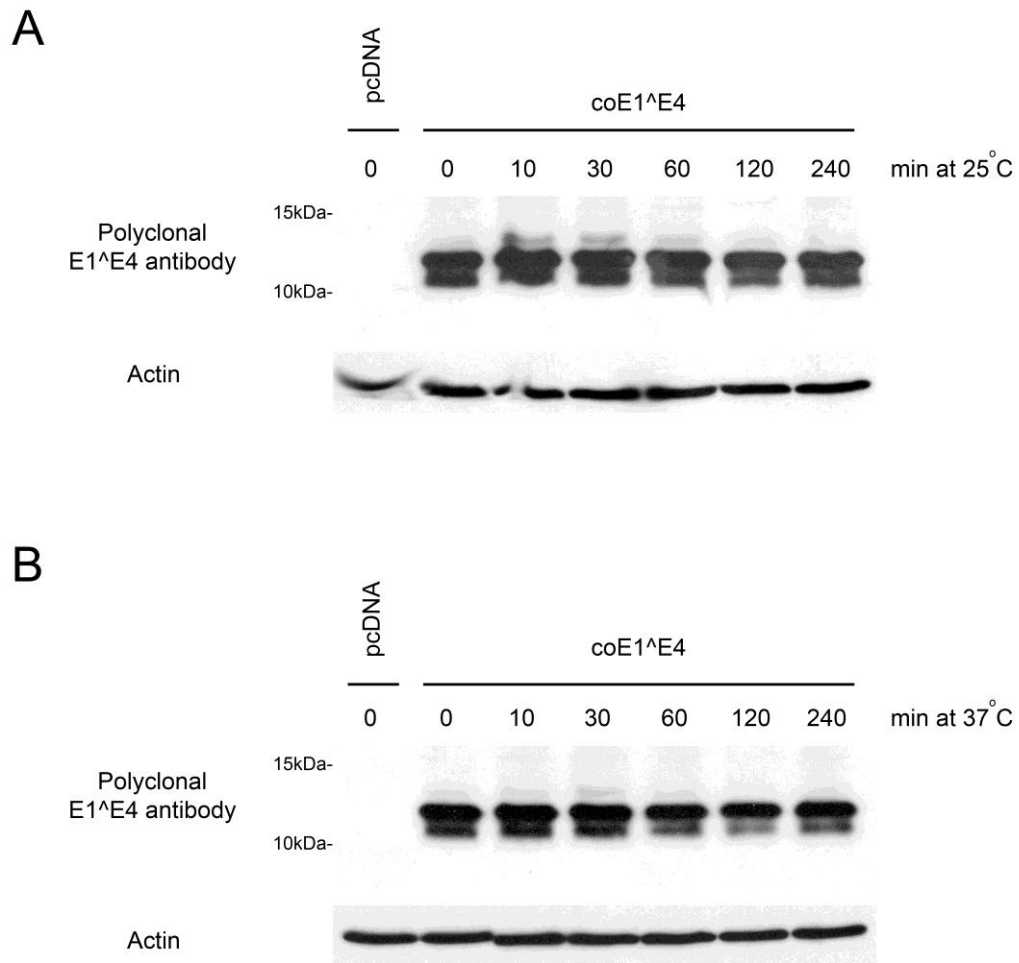 A
pcDNA
coE1^E4
0 0 10 30 60 120 240 min at 25°C
15kDa-
Polyclonal
E1^E4 antibody
10kDa-
Actin
B
pcDNA
coE1^E4
0 0 10 30 60 120 240 min at 37°C
15kDa-
Polyclonal
E1^E4 antibody
10kDa-
Actin